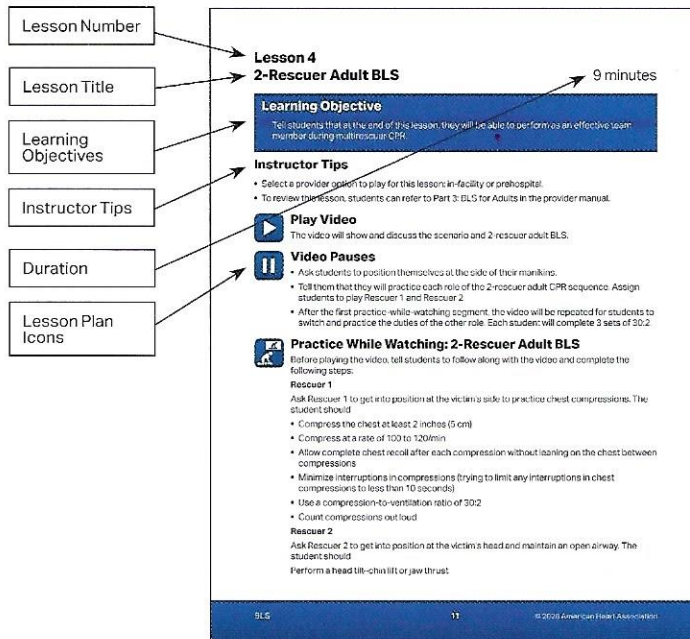 Lesson Number
Lesson Title
Learning
Objectives
Instructor Tips
Duration
Lesson Plan
Icons
Lesson 4
2-Rescuer Adult BLS
9 minutes
Learning Objective
Tell students that at the end of this lesson, they will be able to perform as an effective team
member during multirescuer CPR.
Instructor Tips
• Select a provider option to play for this lesson: in-facility or prehospital.
• To review this lesson, students can refer to Part 3: BLS for Adults in the provider manual.
Play Video
The video will show and discuss the scenario and 2-rescuer adult BLS.
Video Pauses
• Ask students to position themselves at the side of their manikins.
• Tell them that they will practice each role of the 2-rescuer adult CPR sequence. Assign
students to play Rescuer 1 and Rescuer 2
• After the first practice-while-watching segment, the video will be repeated for students to
switch and practice the duties of the other role. Each student will complete 3 sets of 30:2
Practice While Watching: 2-Rescuer Adult BLS
Before playing the video, tell students to follow along with the video and complete the
following steps:
Rescuer 1
Ask Rescuer 1 to get into position at the victim's side to practice chest compressions. The
student should
• Compress the chest at least 2 inches (5 cm)
• Compress at a rate of 100 to 120/min
• Allow complete chest recoil after each compression without leaning on the chest between
compressions
• Minimize interruptions in compressions (trying to limit any interruptions in chest
compressions to less than 10 seconds)
• Use a compression-to-ventilation ratio of 30:2
• Count compressions out loud
Rescuer 2
Ask Rescuer 2 to get into position at the victim's head and maintain an open airway. The
student should
Perform a head tilt–chin lift or jaw thrust
BLS
11
© 2020 American Heart Association